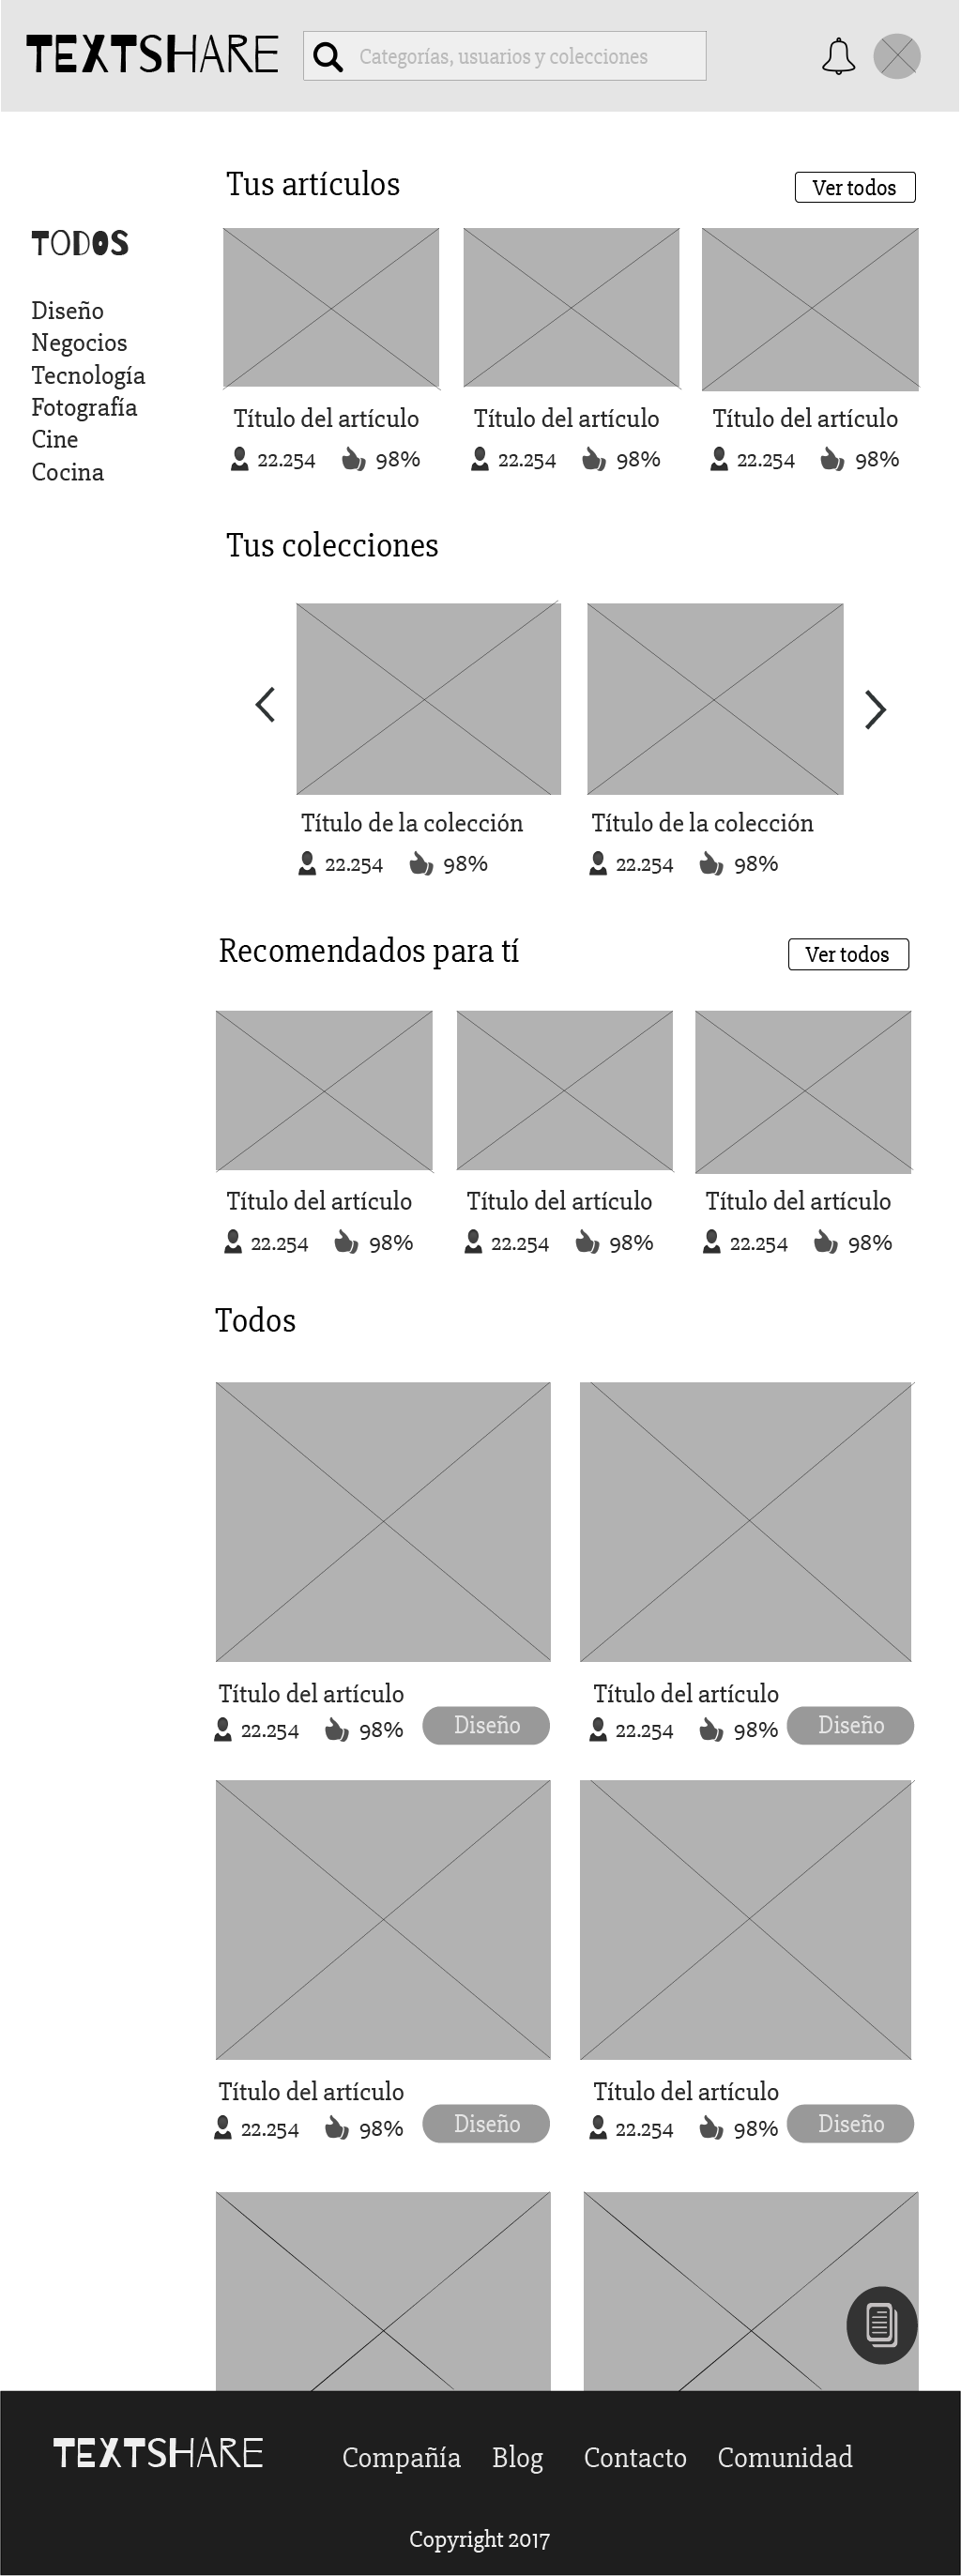 TEXTSHARE
Categorías, usuarios y colecciones
Tus artículos
Ver todos
TODOS
Diseño
Negocios
Tecnología
Fotografía
Cine
Cocina
Título del artículo
22.254 98%
Título del artículo
22.254 98%
Título del artículo
22.254 98%
Tus colecciones
Título de la colección
22.254 98%
Título de la colección
22.254 98%
Recomendados para tí
Ver todos
Título del artículo
22.254 98%
Título del artículo
22.254 98%
Título del artículo
22.254 98%
Todos
Título del artículo
22.254 98% Diseño
Título del artículo
22.254 98% Diseño
Título del artículo
22.254 98% Diseño
Título del artículo
22.254 98% Diseño
TEXTSHARE
Compañía Blog Contacto Comunidad
Copyright 2017